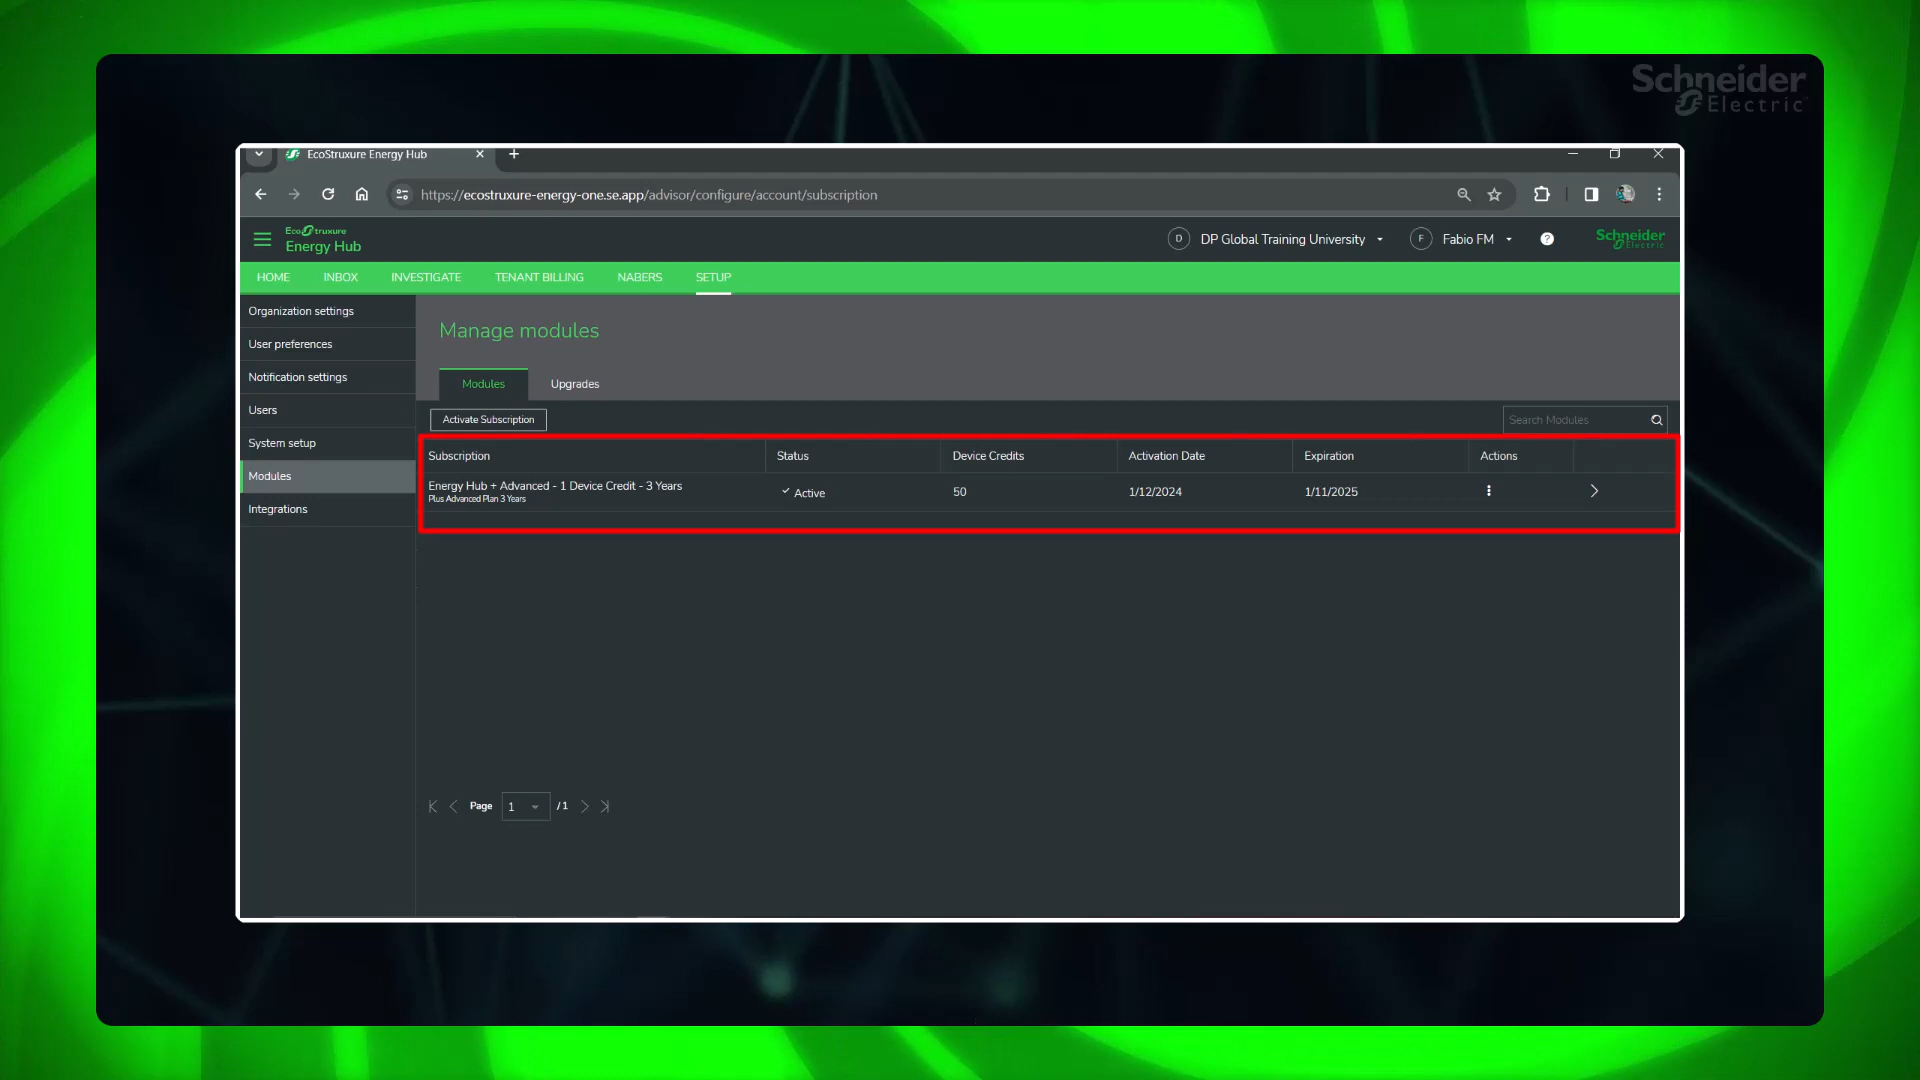 Schneider
Electric
EcoStruxure Energy Hub
https://ecostruxure-energy-one.se.app/advisor/configure/account/subscription
EcoStruxure
Energy Hub
D DP Global Training University F Fabio FM ?
Schneider
Electric
HOME INBOX INVESTIGATE TENANT BILLING NABERS SETUP
Organization settings
User preferences
Notification settings
Users
System setup
Modules
Integrations
Manage modules
Modules Upgrades
Activate Subscription Search Modules
Subscription Status Device Credits Activation Date Expiration Actions
Energy Hub + Advanced - 1 Device Credit - 3 Years
Plus Advanced Plan 3 Years
Active 50 1/12/2024 1/11/2025
Page 1 / 1